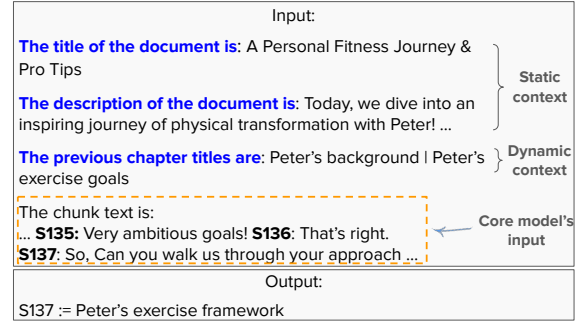 Input:
The title of the document is: A Personal Fitness Journey &
Pro Tips
Static
context
The description of the document is: Today, we dive into an
inspiring journey of physical transformation with Peter! ...
The previous chapter titles are: Peter's background | Peter's
exercise goals
Dynamic
context
The chunk text is:
... S135: Very ambitious goals! S136: That's right.
S137: So, Can you walk us through your approach ...
Core model's
input
Output:
S137 := Peter's exercise framework